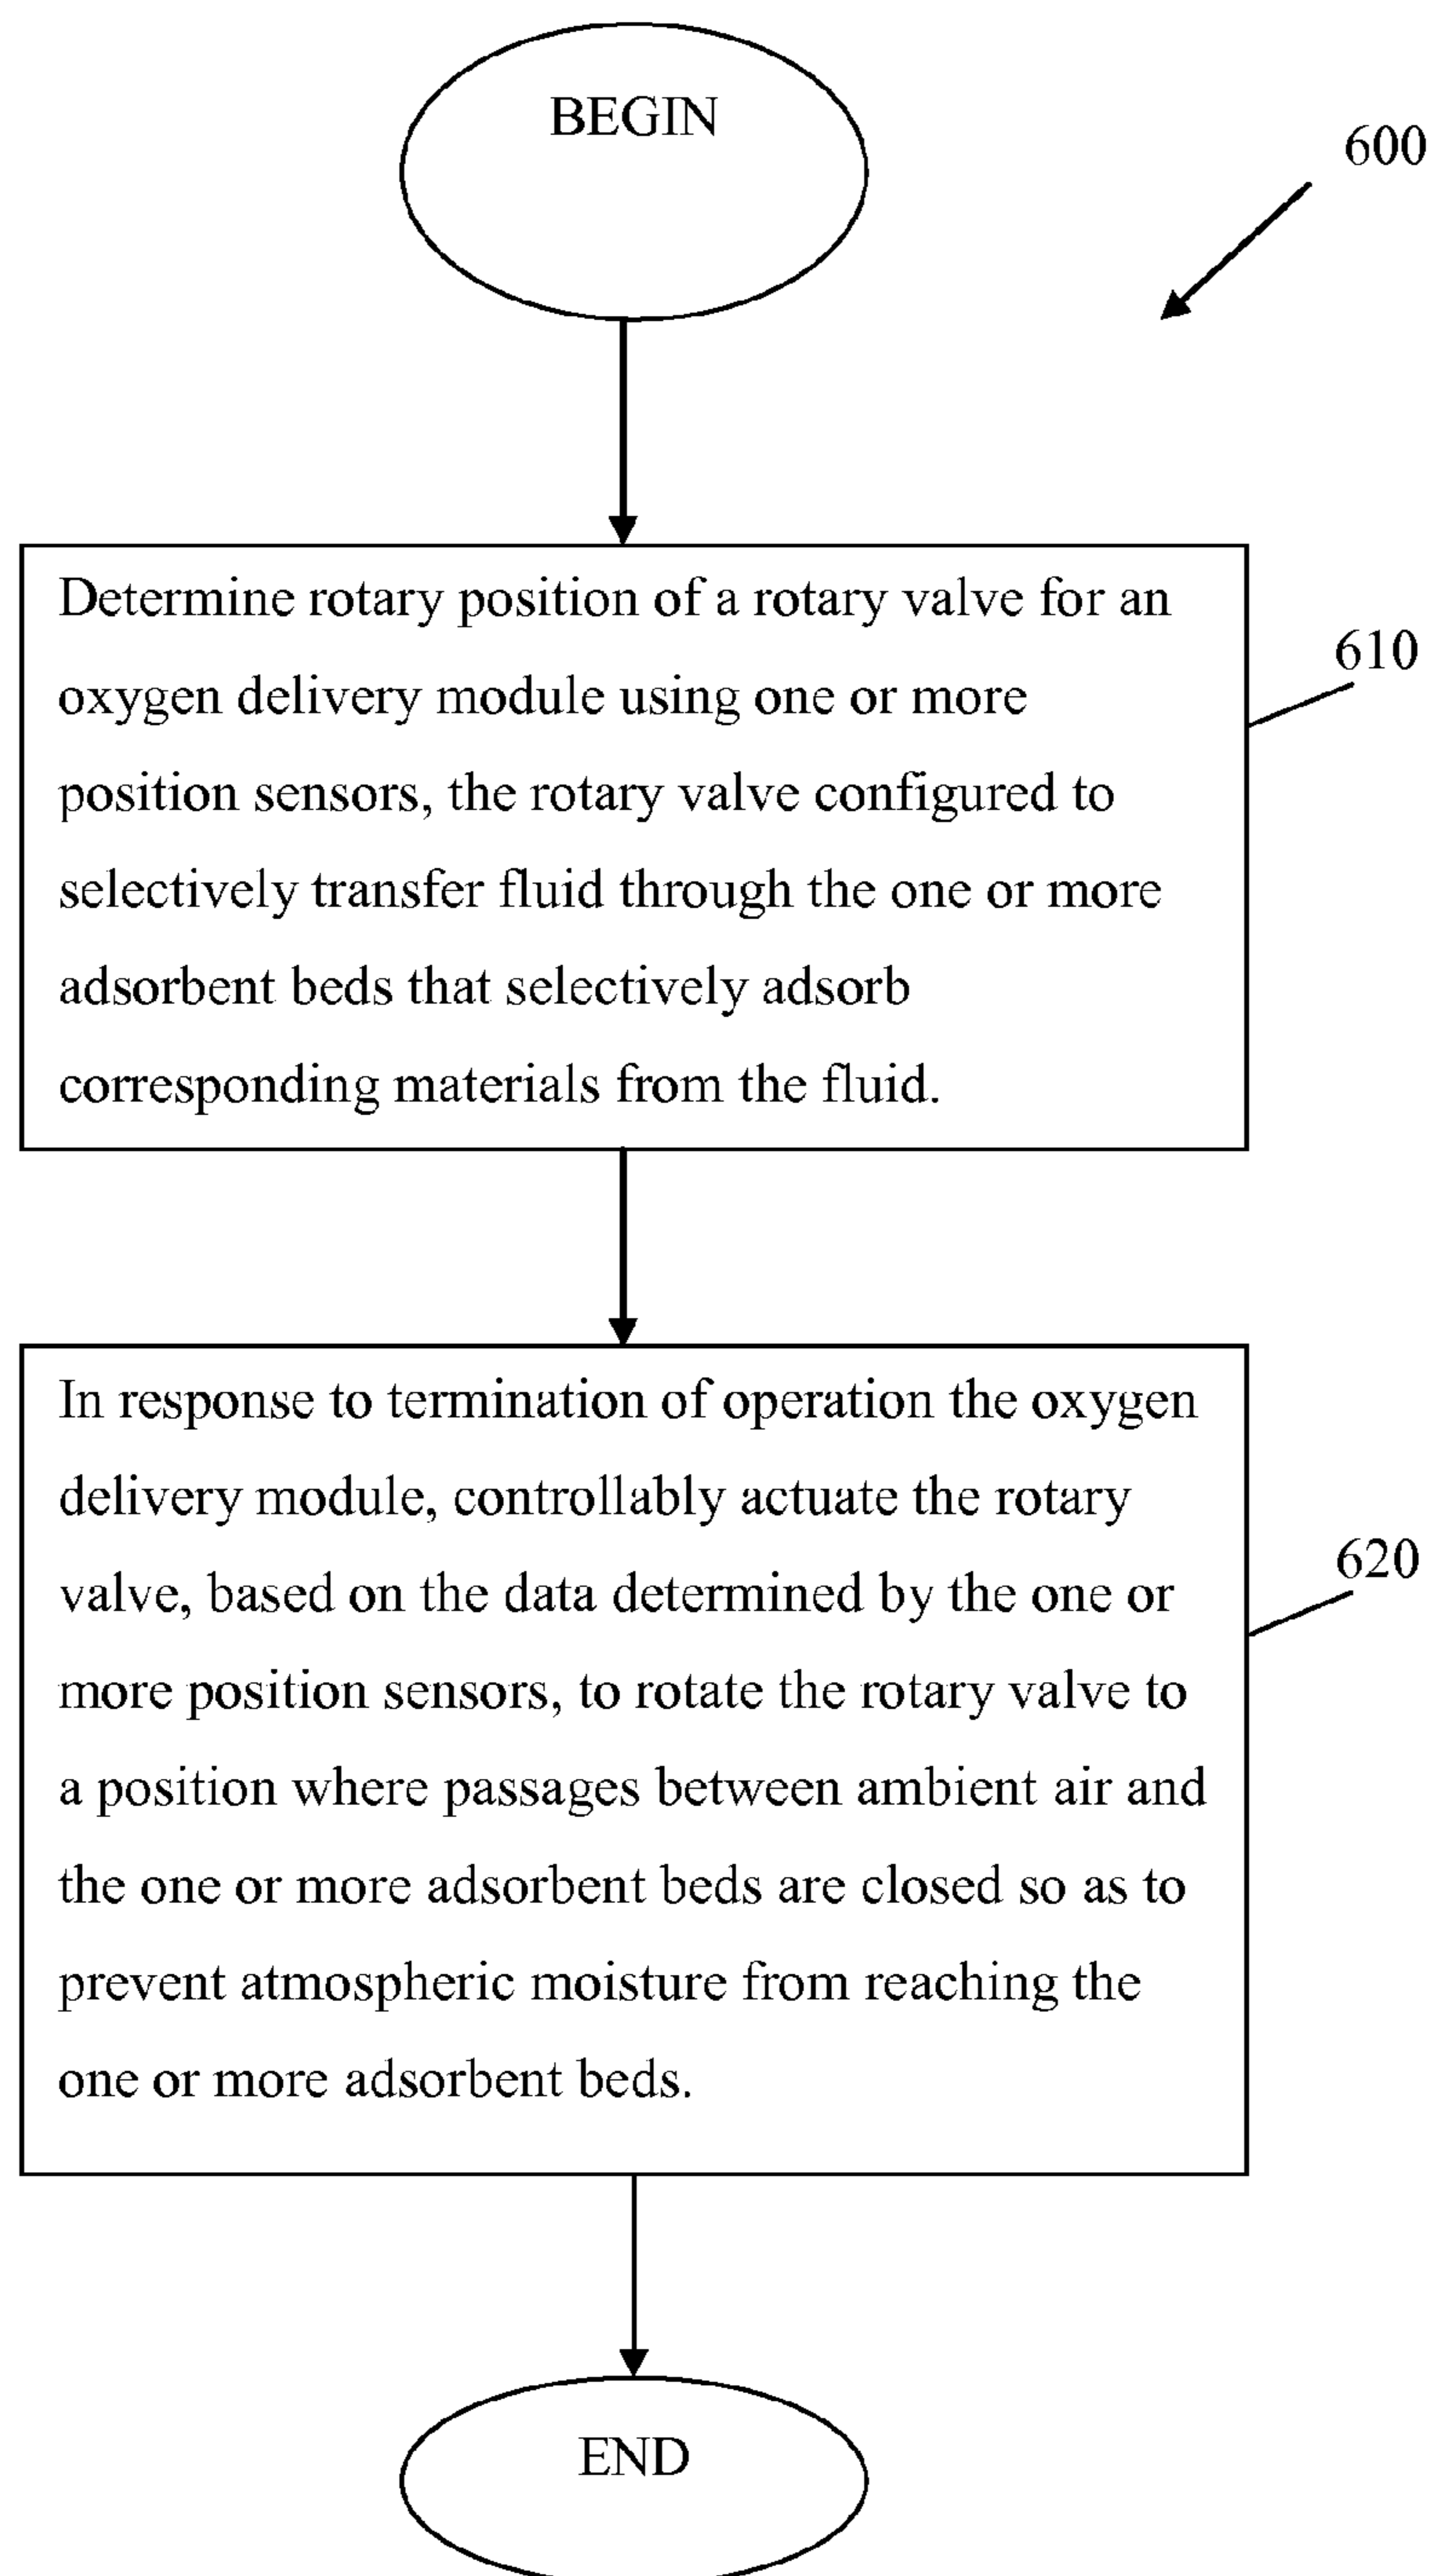 BEGIN
600
Determine rotary position of a rotary valve for an
oxygen delivery module using one or more
position sensors, the rotary valve configured to
selectively transfer fluid through the one or more
adsorbent beds that selectively adsorb
corresponding materials from the fluid.
610
In response to termination of operation the oxygen
delivery module, controllably actuate the rotary
valve, based on the data determined by the one or
more position sensors, to rotate the rotary valve to
a position where passages between ambient air and
the one or more adsorbent beds are closed so as to
prevent atmospheric moisture from reaching the
one or more adsorbent beds.
620
END